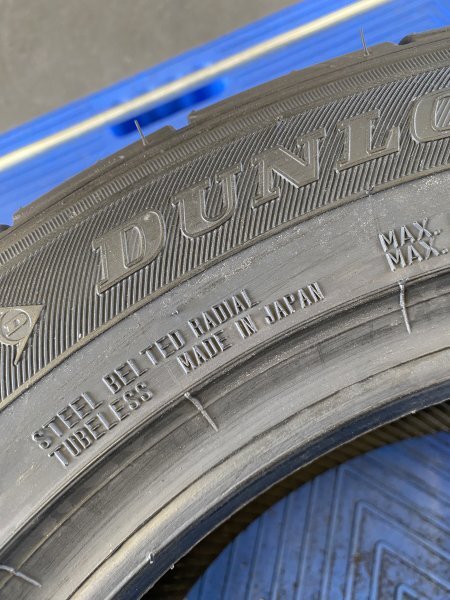 DUNLO
STEEL BELTED RADIAL
TUBELESS MADE IN JAPAN
MAX.
MAX.
D